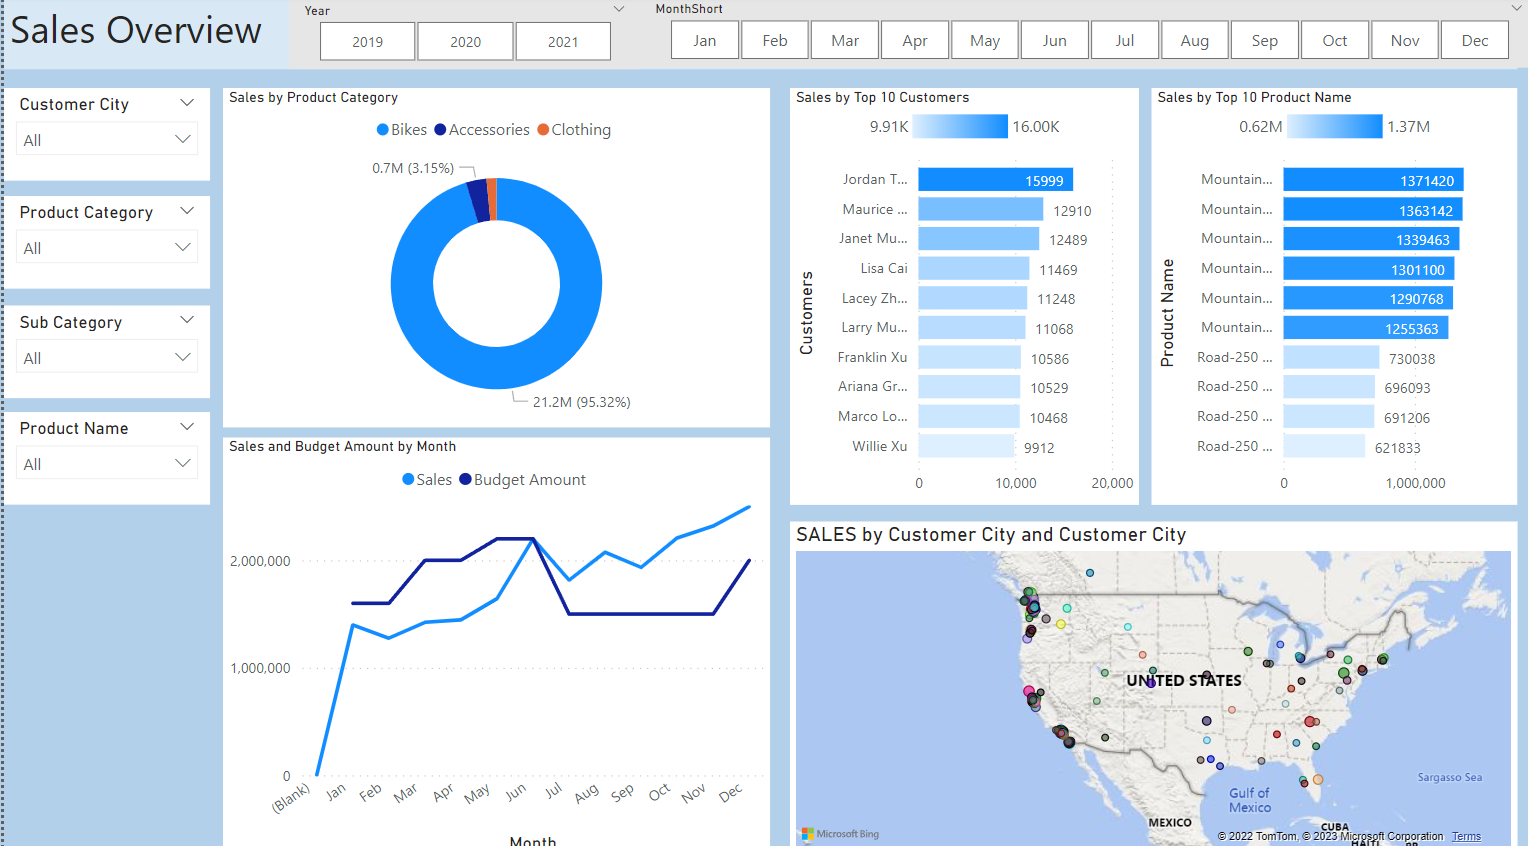 Sales Overview
Year
2019
2020
2021
MonthShort
Jan
Feb
Mar
Apr
May
Jun
Jul
Aug
Sep
Oct
Nov
Dec
Customer City
All
Product Category
All
Sub Category
All
Product Name
All
Sales by Product Category
Bikes Accessories Clothing
0.7M (3.15%)
21.2M (95.32%)
Sales and Budget Amount by Month
Sales Budget Amount
2,000,000
1,000,000
0
(Blank)
Jan
Feb
Mar
Apr
May
Jun
Jul
Aug
Sep
Oct
Nov
Dec
Month
Sales by Top 10 Customers
9.91K 16.00K
Customers
Jordan T... 15999
Maurice ... 12910
Janet Mu... 12489
Lisa Cai 11469
Lacey Zh... 11248
Larry Mu... 11068
Franklin Xu 10586
Ariana Gr... 10529
Marco Lo... 10468
Willie Xu 9912
0 10,000 20,000
Sales by Top 10 Product Name
0.62M 1.37M
Product Name
Mountain... 1371420
Mountain... 1363142
Mountain... 1339463
Mountain... 1301100
Mountain... 1290768
Mountain... 1255363
Road-250 ... 730038
Road-250 ... 696093
Road-250 ... 691206
Road-250 ... 621833
0 1,000,000
SALES by Customer City and Customer City
UNITED STATES
Sargasso Sea
Gulf of
Mexico
MEXICO
CUBA
Microsoft Bing
© 2022 TomTom, © 2023 Microsoft Corporation Terms
HAITI